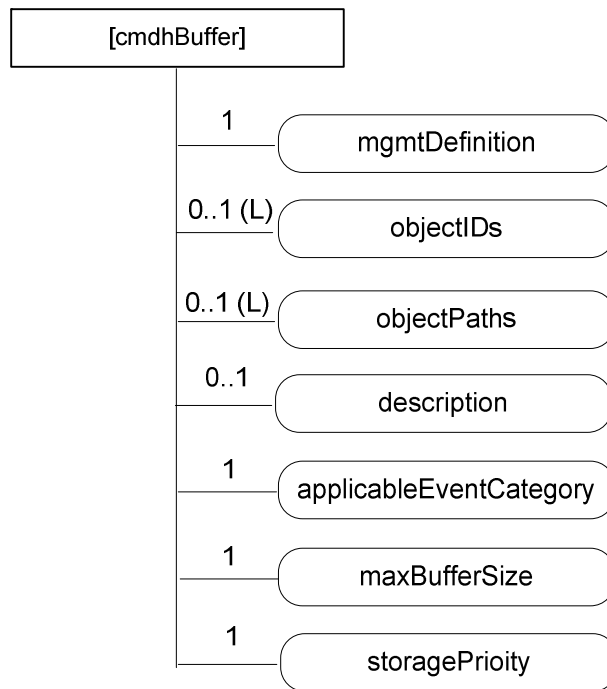 [cmdhBuffer]
1
mgmtDefinition
0..1 (L)
objectIDs
0..1 (L)
objectPaths
0..1
description
1
applicableEventCategory
1
maxBufferSize
1
storagePrioity